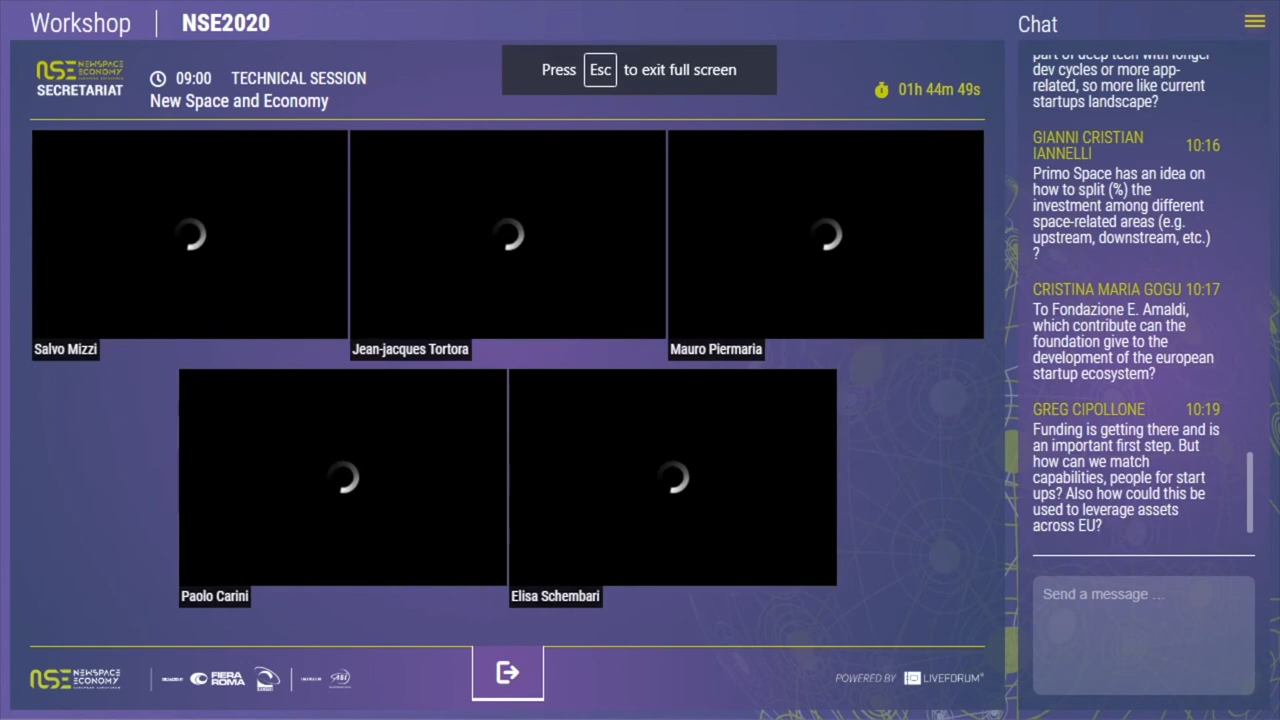 Workshop
NSE2020
Chat
NSE NEWSPACE
ECONOMY
SECRETARIAT
09:00 TECHNICAL SESSION
New Space and Economy
Press Esc to exit full screen
01h 44m 49s
Salvo Mizzi
Jean-jacques Tortora
Mauro Piermaria
Paolo Carini
Elisa Schembari
part of deep tech with longer
dev cycles or more app-
related, so more like current
startups landscape?
GIANNI CRISTIAN
IANNELLI
10:16
Primo Space has an idea on
how to split (%) the
investment among different
space-related areas (e.g.
upstream, downstream, etc.)
?
CRISTINA MARIA GOGU 10:17
To Fondazione E. Amaldi,
which contribute can the
foundation give to the
development of the european
startup ecosystem?
GREG CIPOLLONE 10:19
Funding is getting there and is
an important first step. But
how can we match
capabilities, people for start
ups? Also how could this be
used to leverage assets
across EU?
Send a message ...
NSE NEWSPACE
ECONOMY
FIERA
ROMA
POWERED BY LIVEFORUM